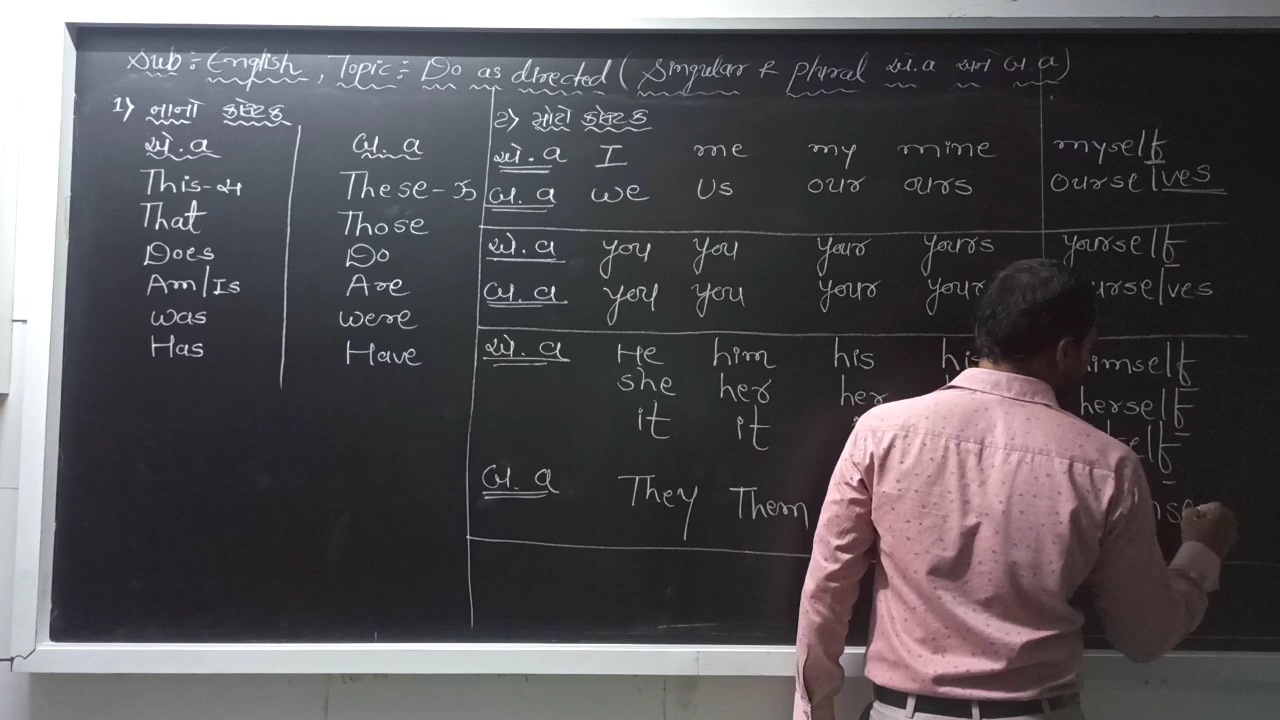 Sub:- English, Topic:- Do as directed (Singular & plural એ.વ અને બ.વ)
1) નાનો કોષ્ટક
એ.વ બ.વ
This-સ These-ઝ
That Those
Does Do
Am/Is Are
was were
Has Have
2) મોટો કોષ્ટક
એ.વ I me my mine myself
બ.વ we us our ours ourselves
એ.વ you you your yours yourself
બ.વ you you your
એ.વ He him his himself
she her her herself
it it
બ.વ They Them